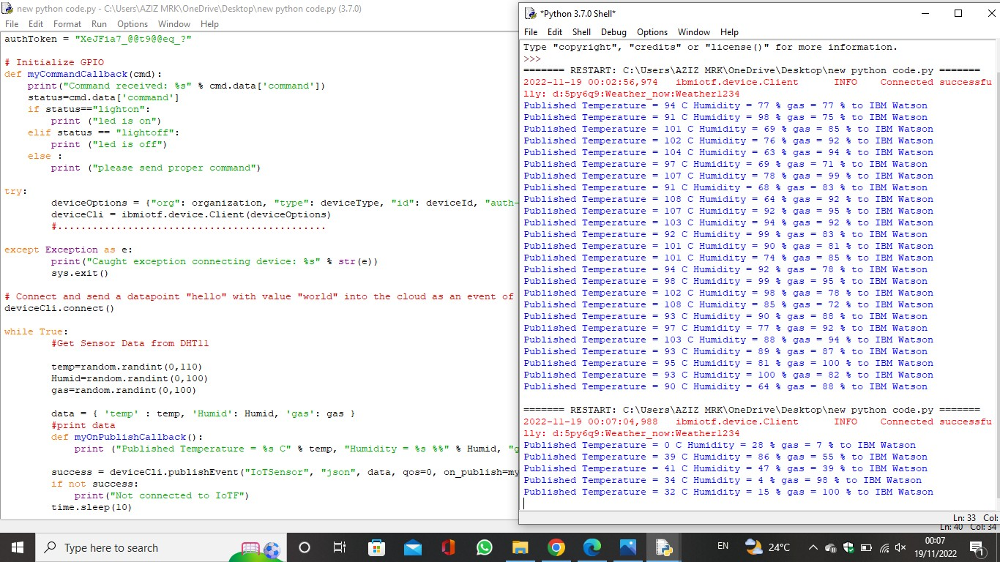 new python code.py - C:\Users\AZIZ MRK\OneDrive\Desktop\new python code.py (3.7.0)
File Edit Format Run Options Window Help
authToken = "XeJFia7_@@t9@@eq_?"
# Initialize GPIO
def myCommandCallback(cmd):
print("Command received: %s" % cmd.data['command'])
status=cmd.data['command']
if status=="lighton":
print ("led is on")
elif status == "lightoff":
print ("led is off")
else :
print ("please send proper command")
try:
deviceOptions = {"org": organization, "type": deviceType, "id": deviceId, "auth-
deviceCli = ibmiotf.device.Client(deviceOptions)
#..............................................
except Exception as e:
print("Caught exception connecting device: %s" % str(e))
sys.exit()
# Connect and send a datapoint "hello" with value "world" into the cloud as an event of
deviceCli.connect()
while True:
#Get Sensor Data from DHT11
temp=random.randint(0,110)
Humid=random.randint(0,100)
gas=random.randint(0,100)
data = { 'temp' : temp, 'Humid': Humid, 'gas': gas }
#print data
def myOnPublishCallback():
print ("Published Temperature = %s C" % temp, "Humidity = %s %%" % Humid, "g
success = deviceCli.publishEvent("IoTSensor", "json", data, qos=0, on_publish=my
if not success:
print("Not connected to IoTF")
time.sleep(10)
*Python 3.7.0 Shell*
File Edit Shell Debug Options Window Help
Type "copyright", "credits" or "license()" for more information.
>>>
======= RESTART: C:\Users\AZIZ MRK\OneDrive\Desktop\new python code.py =======
2022-11-19 00:02:56,974 ibmiotf.device.Client INFO Connected successfu
lly: d:5py6q9:Weather_now:Weather1234
Published Temperature = 94 C Humidity = 77 % gas = 77 % to IBM Watson
Published Temperature = 91 C Humidity = 98 % gas = 75 % to IBM Watson
Published Temperature = 101 C Humidity = 69 % gas = 85 % to IBM Watson
Published Temperature = 102 C Humidity = 76 % gas = 92 % to IBM Watson
Published Temperature = 104 C Humidity = 63 % gas = 94 % to IBM Watson
Published Temperature = 97 C Humidity = 69 % gas = 71 % to IBM Watson
Published Temperature = 107 C Humidity = 78 % gas = 99 % to IBM Watson
Published Temperature = 91 C Humidity = 68 % gas = 83 % to IBM Watson
Published Temperature = 108 C Humidity = 64 % gas = 92 % to IBM Watson
Published Temperature = 107 C Humidity = 92 % gas = 95 % to IBM Watson
Published Temperature = 103 C Humidity = 94 % gas = 92 % to IBM Watson
Published Temperature = 92 C Humidity = 99 % gas = 83 % to IBM Watson
Published Temperature = 101 C Humidity = 90 % gas = 81 % to IBM Watson
Published Temperature = 101 C Humidity = 74 % gas = 85 % to IBM Watson
Published Temperature = 94 C Humidity = 92 % gas = 78 % to IBM Watson
Published Temperature = 98 C Humidity = 99 % gas = 95 % to IBM Watson
Published Temperature = 102 C Humidity = 98 % gas = 78 % to IBM Watson
Published Temperature = 108 C Humidity = 85 % gas = 72 % to IBM Watson
Published Temperature = 93 C Humidity = 90 % gas = 88 % to IBM Watson
Published Temperature = 97 C Humidity = 77 % gas = 92 % to IBM Watson
Published Temperature = 103 C Humidity = 88 % gas = 94 % to IBM Watson
Published Temperature = 93 C Humidity = 89 % gas = 87 % to IBM Watson
Published Temperature = 95 C Humidity = 81 % gas = 100 % to IBM Watson
Published Temperature = 93 C Humidity = 100 % gas = 82 % to IBM Watson
Published Temperature = 90 C Humidity = 64 % gas = 88 % to IBM Watson
======= RESTART: C:\Users\AZIZ MRK\OneDrive\Desktop\new python code.py =======
2022-11-19 00:07:04,988 ibmiotf.device.Client INFO Connected successfu
lly: d:5py6q9:Weather_now:Weather1234
Published Temperature = 0 C Humidity = 28 % gas = 7 % to IBM Watson
Published Temperature = 39 C Humidity = 86 % gas = 55 % to IBM Watson
Published Temperature = 41 C Humidity = 47 % gas = 39 % to IBM Watson
Published Temperature = 34 C Humidity = 4 % gas = 98 % to IBM Watson
Published Temperature = 32 C Humidity = 15 % gas = 100 % to IBM Watson
Ln: 33 Col:
Ln: 40 Col: 34
Type here to search
EN
24°C
00:07
19/11/2022
1